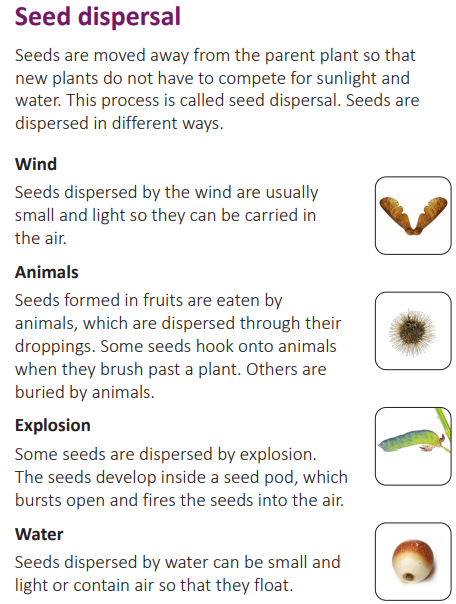 Seed dispersal
Seeds are moved away from the parent plant so that
new plants do not have to compete for sunlight and
water. This process is called seed dispersal. Seeds are
dispersed in different ways.
Wind
Seeds dispersed by the wind are usually
small and light so they can be carried in
the air.
Animals
Seeds formed in fruits are eaten by
animals, which are dispersed through their
droppings. Some seeds hook onto animals
when they brush past a plant. Others are
buried by animals.
Explosion
Some seeds are dispersed by explosion.
The seeds develop inside a seed pod, which
bursts open and fires the seeds into the air.
Water
Seeds dispersed by water can be small and
light or contain air so that they float.